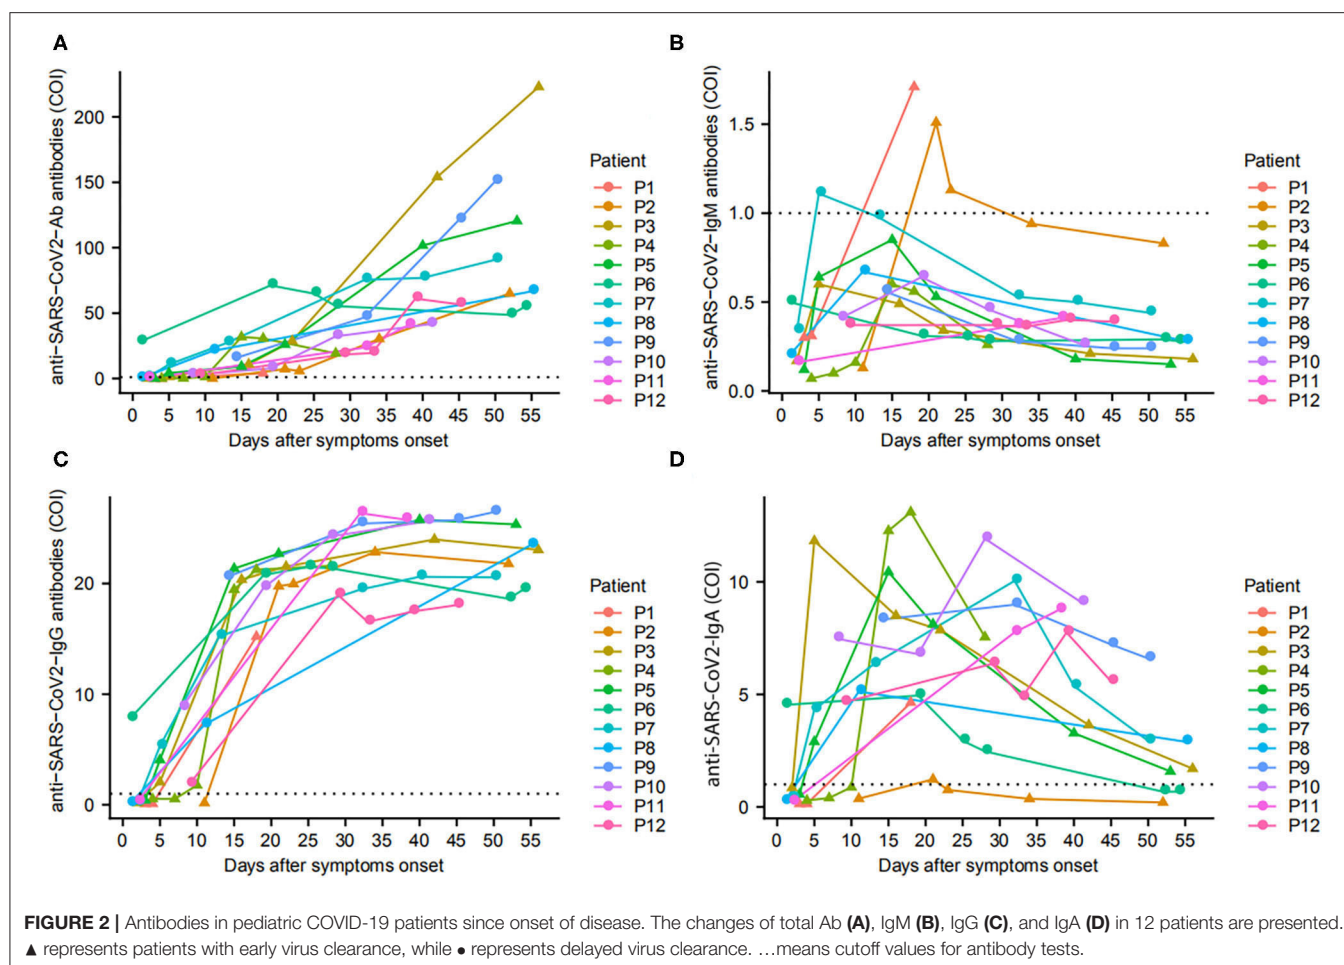 A
anti−SARS−CoV2−Ab antibodies (COI)
200
150
100
50
0
0 5 10 15 20 25 30 35 40 45 50 55
Days after symptoms onset
Patient
P1
P2
P3
P4
P5
P6
P7
P8
P9
P10
P11
P12
B
anti−SARS−CoV2−IgM antibodies (COI)
1.5
1.0
0.5
0.0
0 5 10 15 20 25 30 35 40 45 50 55
Days after symptoms onset
Patient
P1
P2
P3
P4
P5
P6
P7
P8
P9
P10
P11
P12
C
anti−SARS−CoV2−IgG antibodies (COI)
20
10
0
0 5 10 15 20 25 30 35 40 45 50 55
Days after symptoms onset
Patient
P1
P2
P3
P4
P5
P6
P7
P8
P9
P10
P11
P12
D
anti-SARS-CoV2-IgA (COI)
10
5
0
0 5 10 15 20 25 30 35 40 45 50 55
Days after symptoms onset
Patient
P1
P2
P3
P4
P5
P6
P7
P8
P9
P10
P11
P12
FIGURE 2 | Antibodies in pediatric COVID-19 patients since onset of disease. The changes of total Ab (A), IgM (B), IgG (C), and IgA (D) in 12 patients are presented.
▲ represents patients with early virus clearance, while ● represents delayed virus clearance. …means cutoff values for antibody tests.